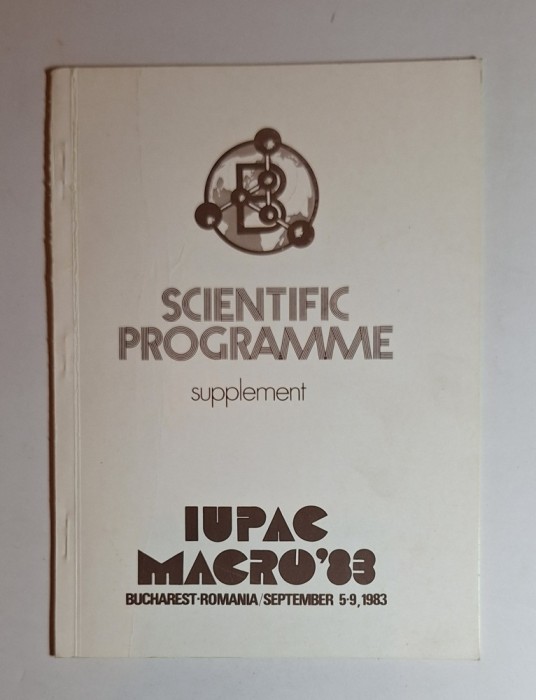 B
SCIENTIFIC
PROGRAMME
supplement
IUPAC
MACRO'83
BUCHAREST·ROMANIA/SEPTEMBER 5-9, 1983